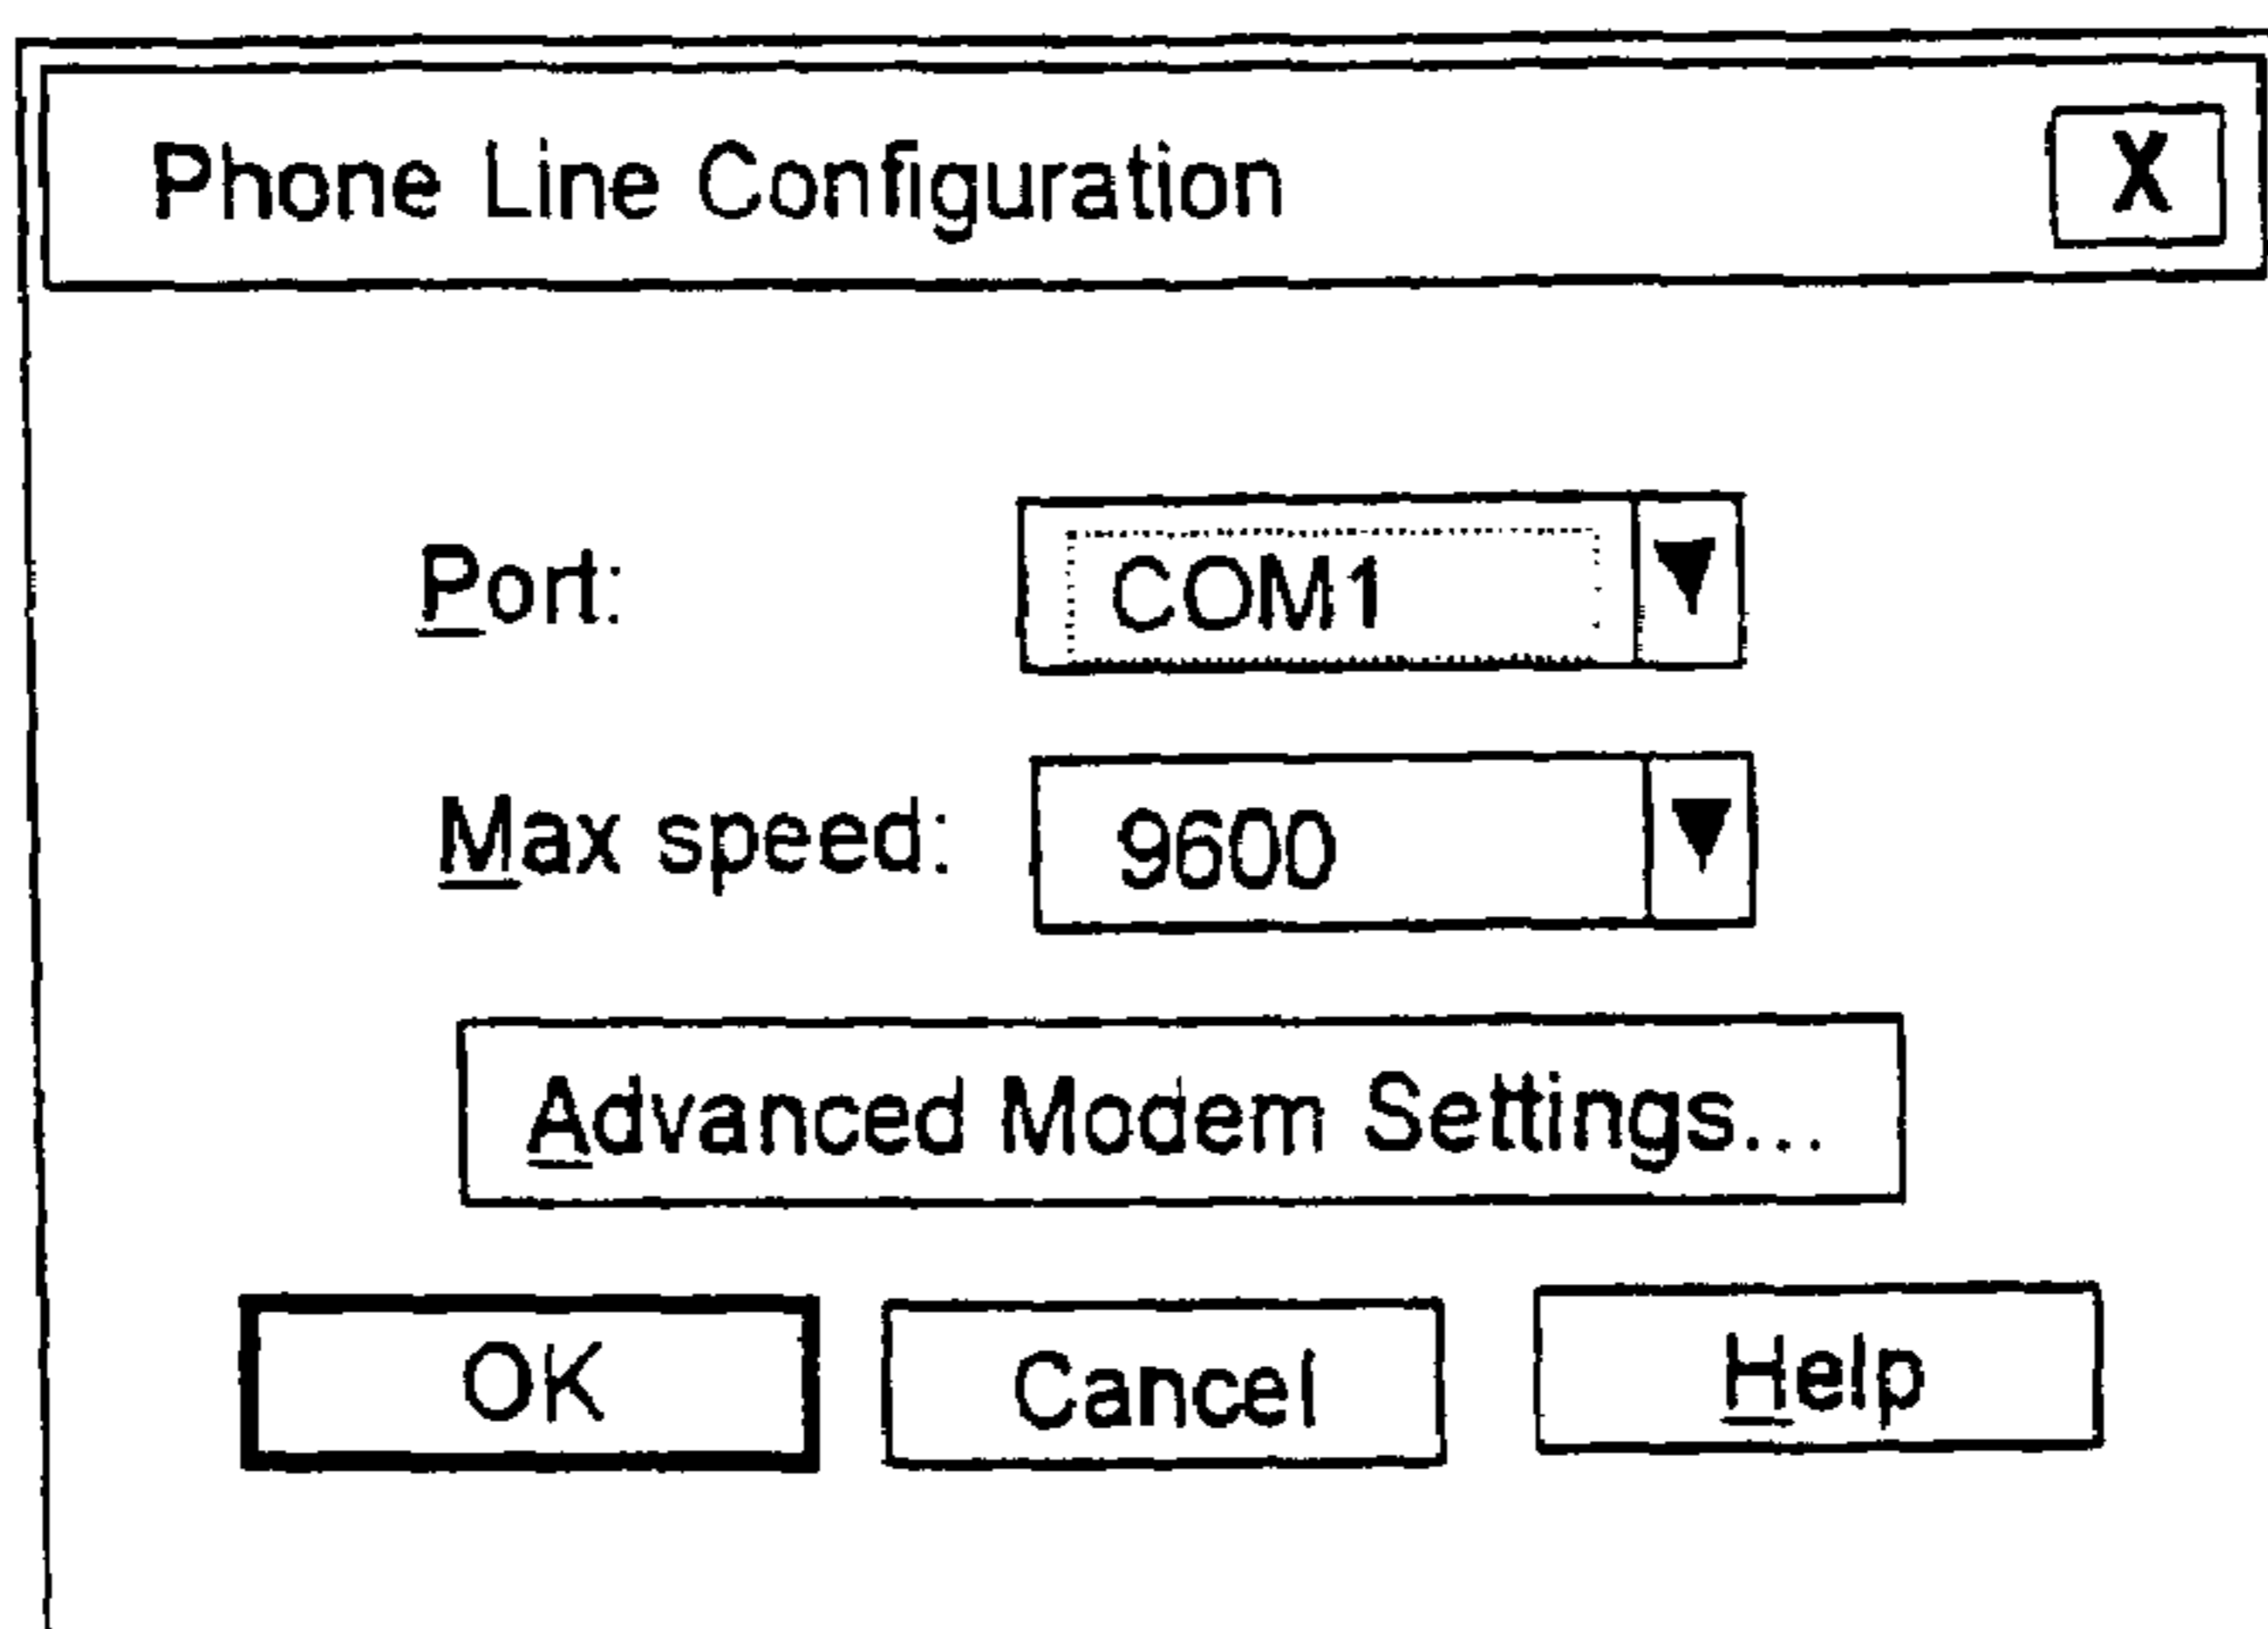 Phone Line Configuration X
Port: COM1
Max speed: 9600
Advanced Modem Settings...
OK Cancel Help